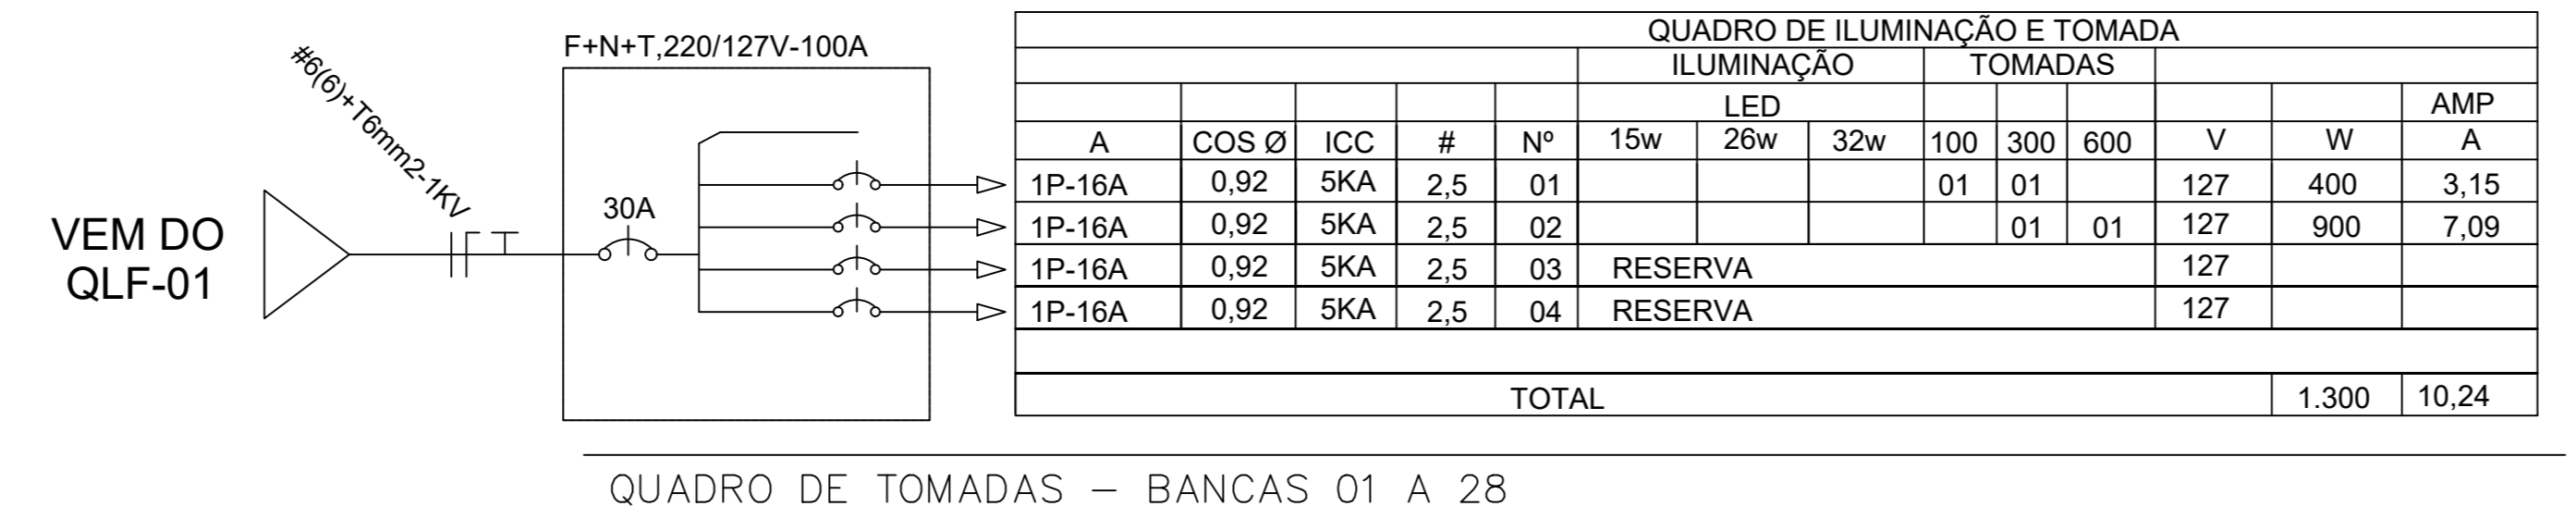 #6(6)+T6mm2-1KV
VEM DO
QLF-01
F+N+T,220/127V-100A
30A
QUADRO DE ILUMINAÇÃO E TOMADA
ILUMINAÇÃO TOMADAS
LED AMP
A COS Ø ICC # Nº 15w 26w 32w 100 300 600 V W A
1P-16A 0,92 5KA 2,5 01 01 01 127 400 3,15
1P-16A 0,92 5KA 2,5 02 01 01 127 900 7,09
1P-16A 0,92 5KA 2,5 03 RESERVA 127
1P-16A 0,92 5KA 2,5 04 RESERVA 127
TOTAL 1.300 10,24
QUADRO DE TOMADAS – BANCAS 01 A 28